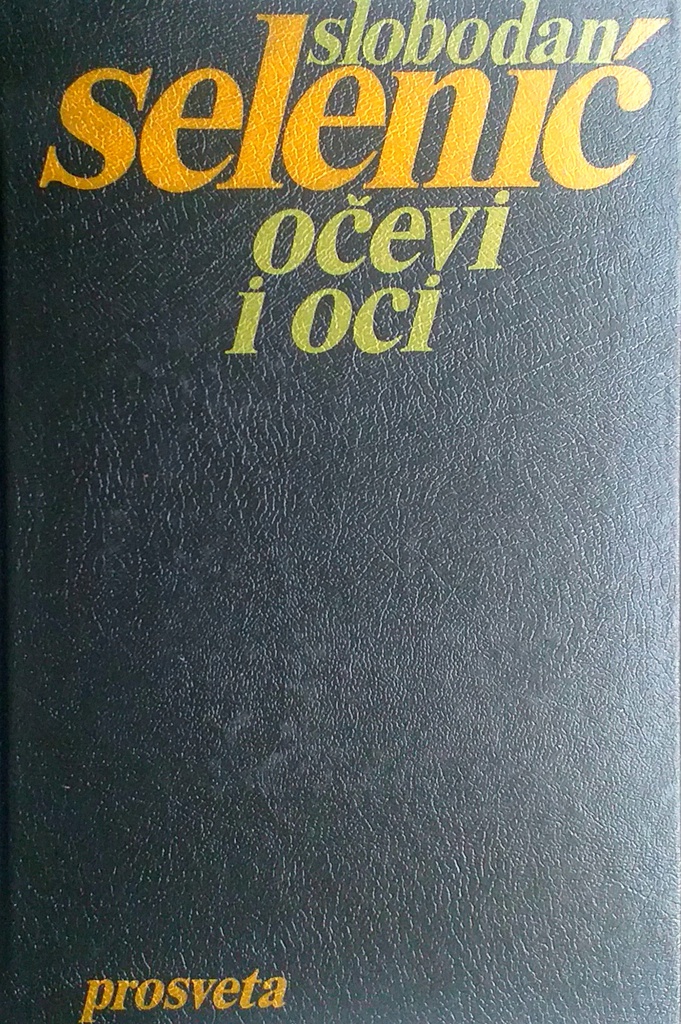 slobodan
selenić
očevi
i oci
prosveta